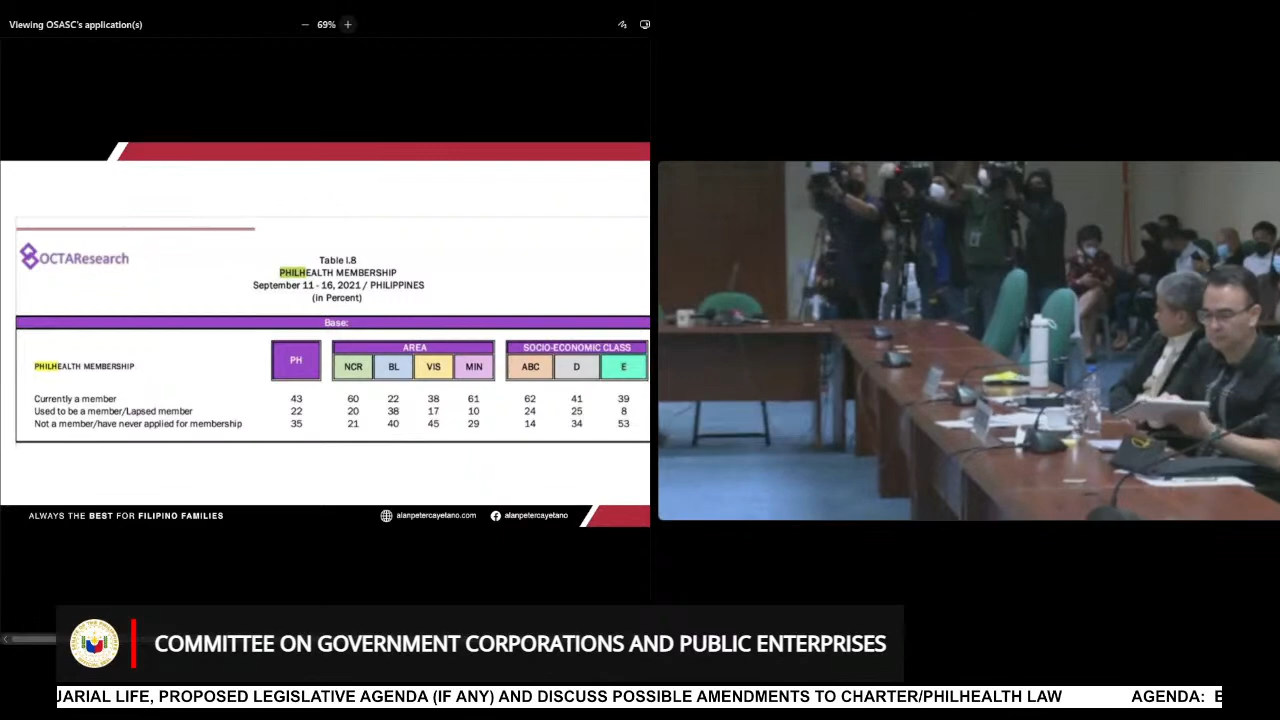 Viewing OSASC's application(s)
69%
OCTAResearch
Table I.8
PHILHEALTH MEMBERSHIP
September 11 - 16, 2021 / PHILIPPINES
(in Percent)
Base:
PHILHEALTH MEMBERSHIP
PH
AREA
SOCIO-ECONOMIC CLASS
NCR BL VIS MIN ABC D E
Currently a member 43 60 22 38 61 62 41 39
Used to be a member/Lapsed member 22 20 38 17 10 24 25 8
Not a member/have never applied for membership 35 21 40 45 29 14 34 53
ALWAYS THE BEST FOR FILIPINO FAMILIES
alanpetercayetano.com
alanpetercayetano
COMMITTEE ON GOVERNMENT CORPORATIONS AND PUBLIC ENTERPRISES
UARIAL LIFE, PROPOSED LEGISLATIVE AGENDA (IF ANY) AND DISCUSS POSSIBLE AMENDMENTS TO CHARTER/PHILHEALTH LAW AGENDA: E